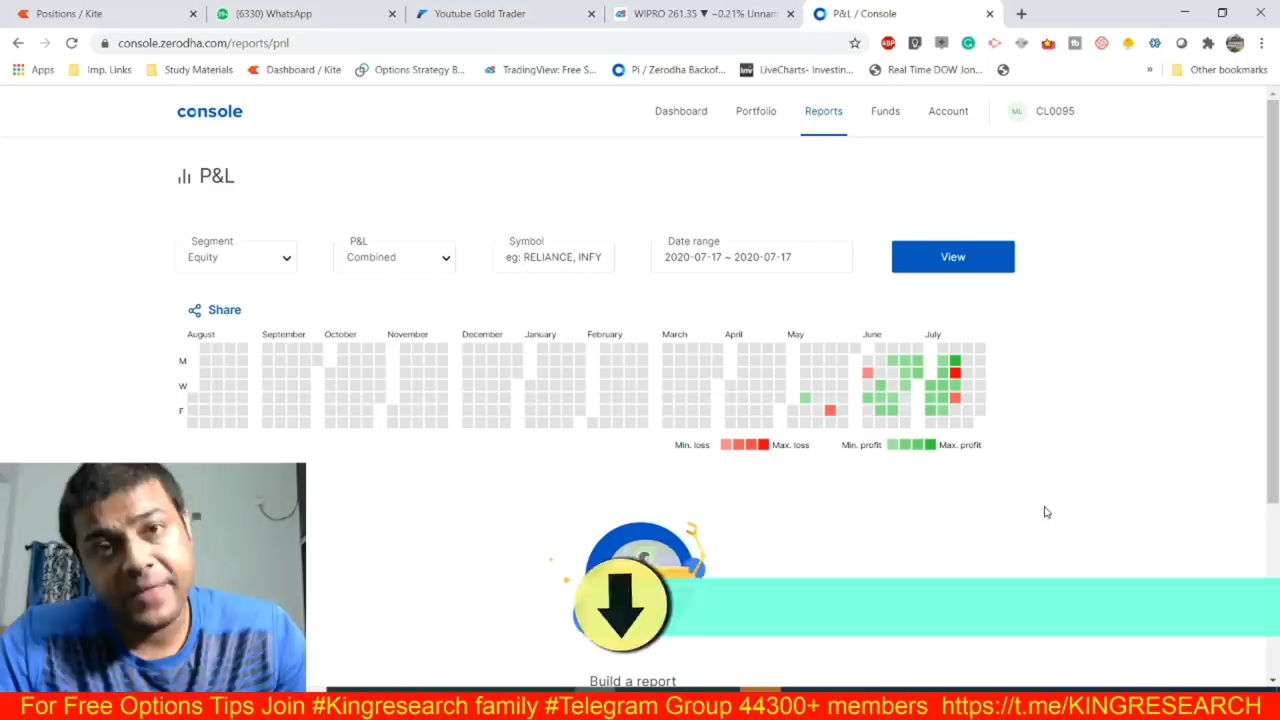 Positions / Kite
(6330) WhatsApp
Youtube Gold Trader
WIPRO 261.35 ▼ −0.21% Unnam
P&L / Console
console.zerodha.com/reports/pnl
ABP
Apps
Imp. Links
Study Materials
Dashboard / Kite
Options Strategy B...
TradingView: Free S...
Pi / Zerodha Backof...
Inv
LiveCharts- Investin...
Real Time DOW Jon...
»
Other bookmarks
console
Dashboard
Portfolio
Reports
Funds
Account
ML
CL0095
P&L
Segment
Equity
P&L
Combined
Symbol
eg: RELIANCE, INFY
Date range
2020-07-17 ~ 2020-07-17
View
Share
August
September
October
November
December
January
February
March
April
May
June
July
M
W
F
Min. loss
Max. loss
Min. profit
Max. profit
Build a report
For Free Options Tips Join #Kingresearch family #Telegram Group 44300+ members https://t.me/KINGRESEARCH